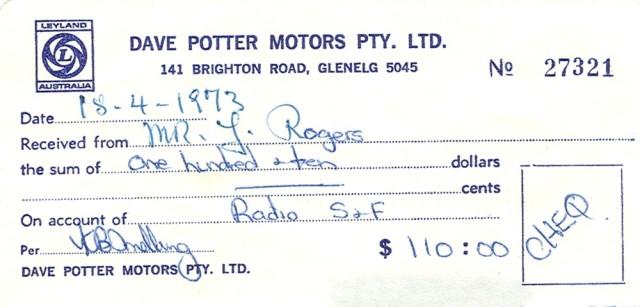 LEYLAND
AUSTRALIA
DAVE POTTER MOTORS PTY. LTD.
141 BRIGHTON ROAD, GLENELG 5045
No 27321
Date 18-4-1973
Received from MR. Y. Rogers
the sum of One hundred & ten dollars
cents
On account of Radio S & F
Per
$ 110:00
CHEQ
DAVE POTTER MOTORS PTY. LTD.